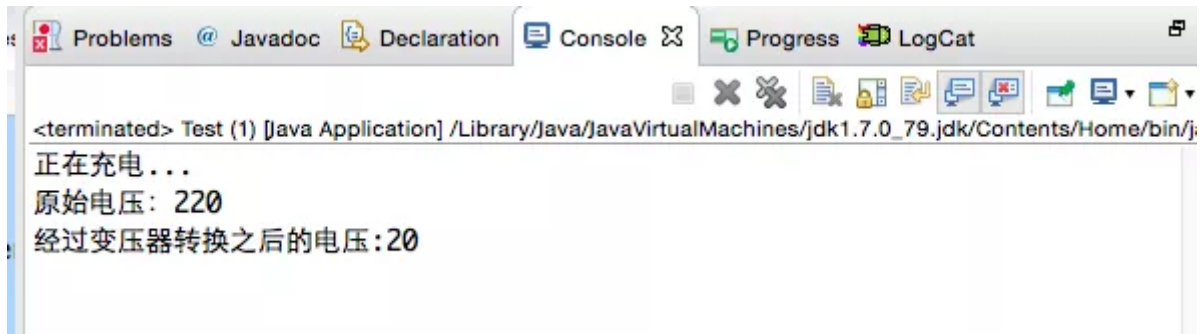 Problems @ Javadoc Declaration Console Progress LogCat
<terminated> Test (1) [Java Application] /Library/Java/JavaVirtualMachines/jdk1.7.0_79.jdk/Contents/Home/bin/
正在充电...
原始电压: 220
经过变压器转换之后的电压:20